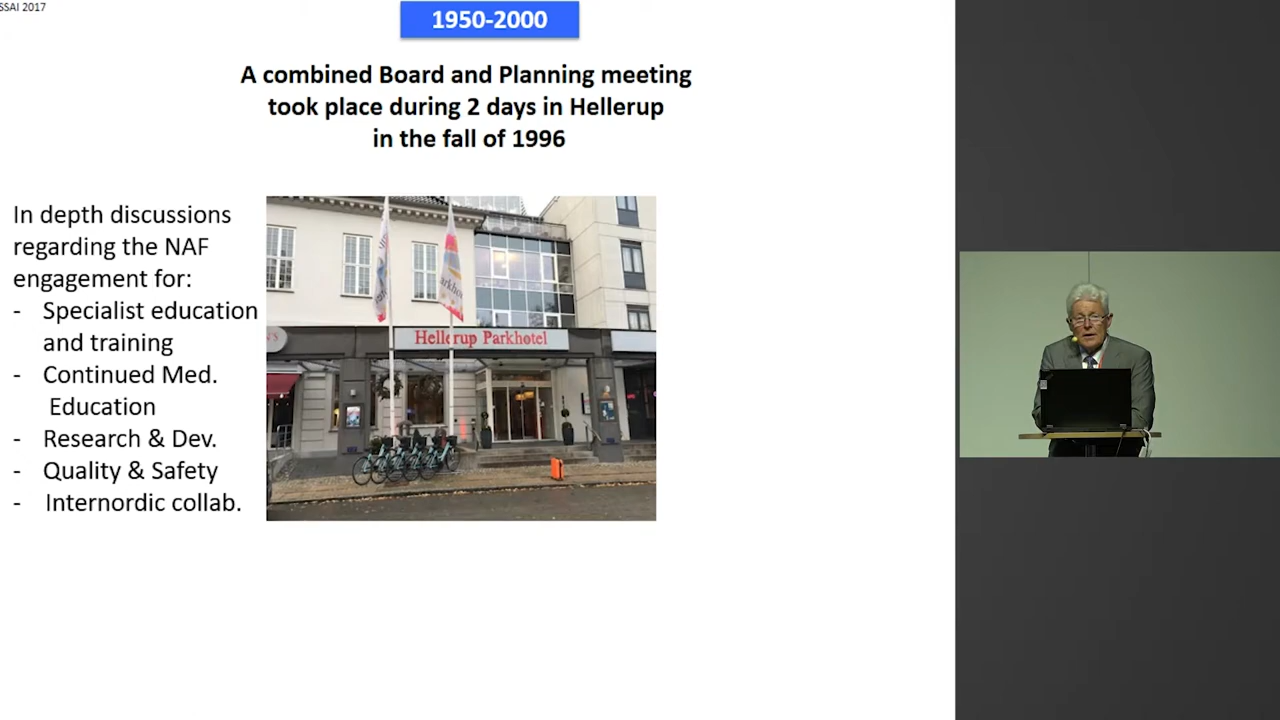 SSAI 2017
1950-2000
A combined Board and Planning meeting
took place during 2 days in Hellerup
in the fall of 1996
In depth discussions
regarding the NAF
engagement for:
- Specialist education
and training
- Continued Med.
Education
- Research & Dev.
- Quality & Safety
- Internordic collab.
Hellerup Parkhotel